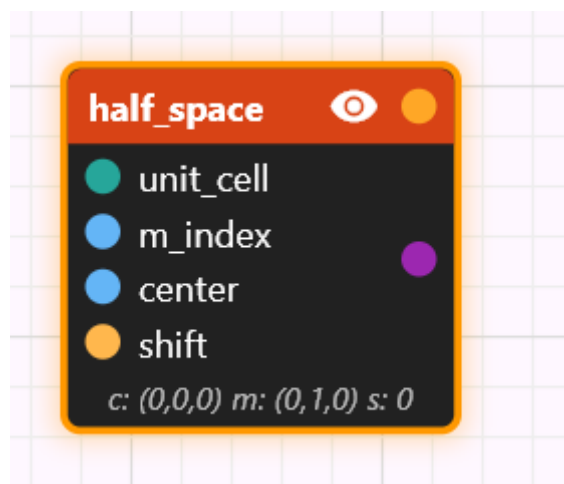 half_space
unit_cell
m_index
center
shift
c: (0,0,0) m: (0,1,0) s: 0